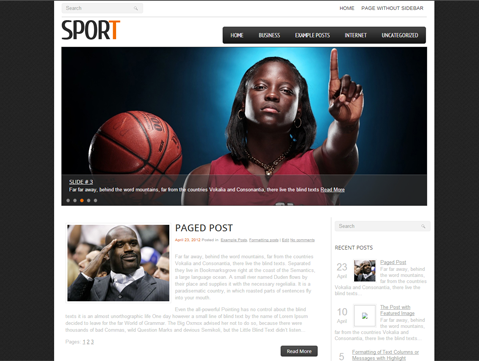 Search
HOME PAGE WITHOUT SIDEBAR
SPORT
HOME BUSINESS EXAMPLE POSTS INTERNET UNCATEGORIZED
SLIDE # 3
Far far away, behind the word mountains, far from the countries Vokalia and Consonantia, there live the blind texts Read More
PAGED POST
April 23, 2012 Posted in Example Posts, Formatting posts | Edit No comments
Far far away, behind the word mountains, far from the countries
Vokalia and Consonantia, there live the blind texts. Separated
they live in Bookmarksgrove right at the coast of the Semantics,
a large language ocean. A small river named Duden flows by
their place and supplies it with the necessary regelialia. It is a
paradisematic country, in which roasted parts of sentences fly
into your mouth.
Even the all-powerful Pointing has no control about the blind
texts it is an almost unorthographic life One day however a small line of blind text by the name of Lorem Ipsum
decided to leave for the far World of Grammar. The Big Oxmox advised her not to do so, because there were
thousands of bad Commas, wild Question Marks and devious Semikoli, but the Little Blind Text didn't listen.
Pages: 1 2 3
Read More
Search
RECENT POSTS
23
April
Paged Post
Far far away, behind
the word mountains,
far from the countries
Vokalia and Consonantia, there live the
blind texts...
10
April
The Post with
Featured Image
Far far away, behind
the word mountains,
far from the countries
Vokalia and Consonantia, there live the
blind texts...
5
Formatting of Text Columns or
Messages with Highlight
Far far away, behind the word